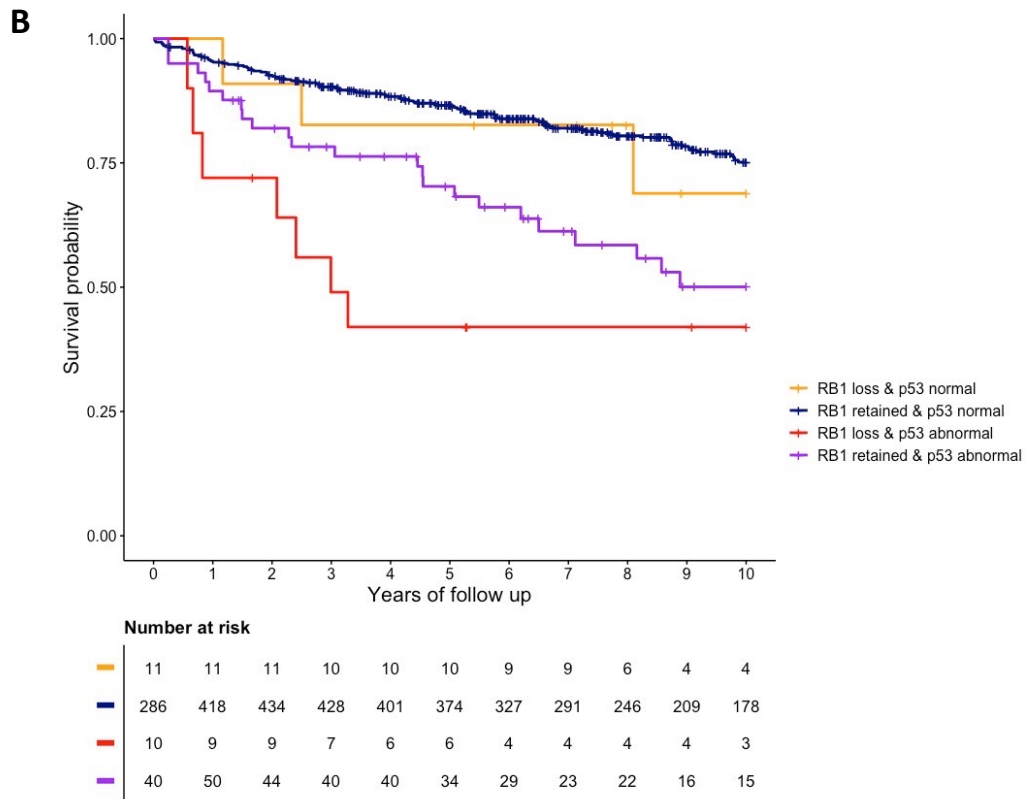 B
1.00
0.75
0.50
0.25
0.00
Survival probability
0 1 2 3 4 5 6 7 8 9 10
Years of follow up
RB1 loss & p53 normal
RB1 retained & p53 normal
RB1 loss & p53 abnormal
RB1 retained & p53 abnormal
Number at risk
11 11 11 10 10 10 9 9 6 4 4
286 418 434 428 401 374 327 291 246 209 178
10 9 9 7 6 6 4 4 4 4 3
40 50 44 40 40 34 29 23 22 16 15